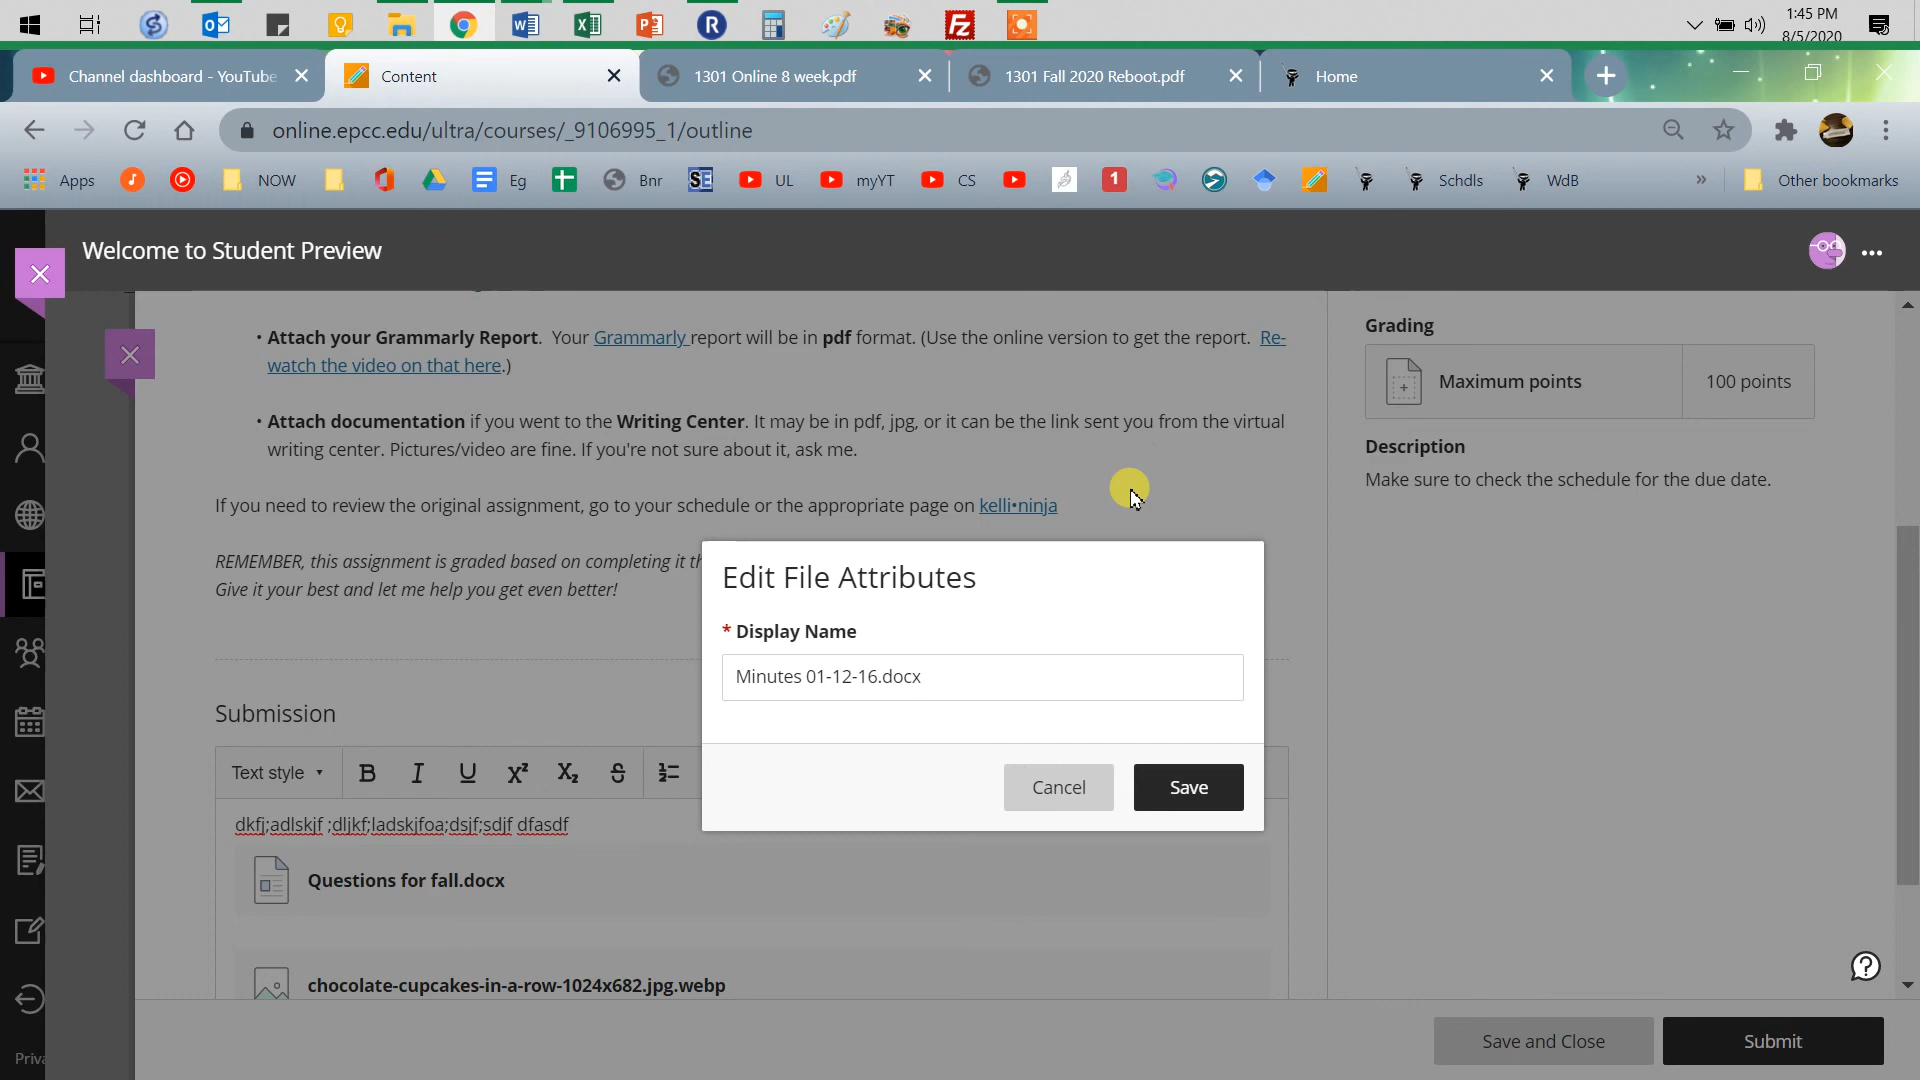 1:45 PM
8/5/2020
Channel dashboard - YouTube
Content
1301 Online 8 week.pdf
1301 Fall 2020 Reboot.pdf
Home
online.epcc.edu/ultra/courses/_9106995_1/outline
Apps
NOW
Eg
Bnr
SE
UL
myYT
CS
1
Schdls
WdB
»
Other bookmarks
Welcome to Student Preview
• Attach your Grammarly Report. Your Grammarly report will be in pdf format. (Use the online version to get the report. Re-
watch the video on that here.)
• Attach documentation if you went to the Writing Center. It may be in pdf, jpg, or it can be the link sent you from the virtual
writing center. Pictures/video are fine. If you're not sure about it, ask me.
If you need to review the original assignment, go to your schedule or the appropriate page on kelli•ninja
REMEMBER, this assignment is graded based on completing it
Give it your best and let me help you get even better!
Grading
Maximum points
100 points
Description
Make sure to check the schedule for the due date.
Edit File Attributes
* Display Name
Minutes 01-12-16.docx
Cancel
Save
Submission
Text style
B I U X² X₂ S
dkfj;adlskjf ;dljkf;ladskjfoa;dsjf;sdjf dfasdf
Questions for fall.docx
chocolate-cupcakes-in-a-row-1024x682.jpg.webp
Priva
Save and Close
Submit